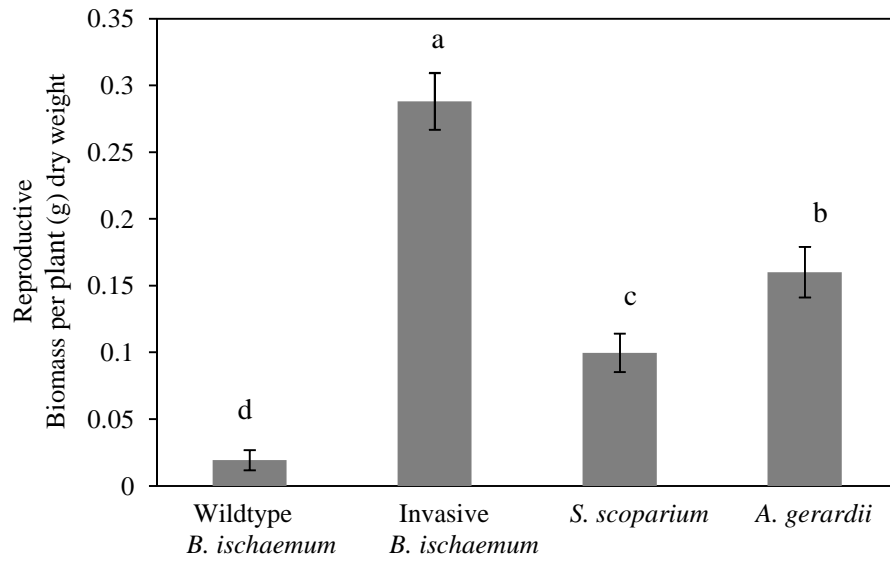 0.35
0.3
0.25
0.2
0.15
0.1
0.05
0
Reproductive
Biomass per plant (g) dry weight
d
a
c
b
Wildtype
B. ischaemum
Invasive
B. ischaemum
S. scoparium
A. gerardii